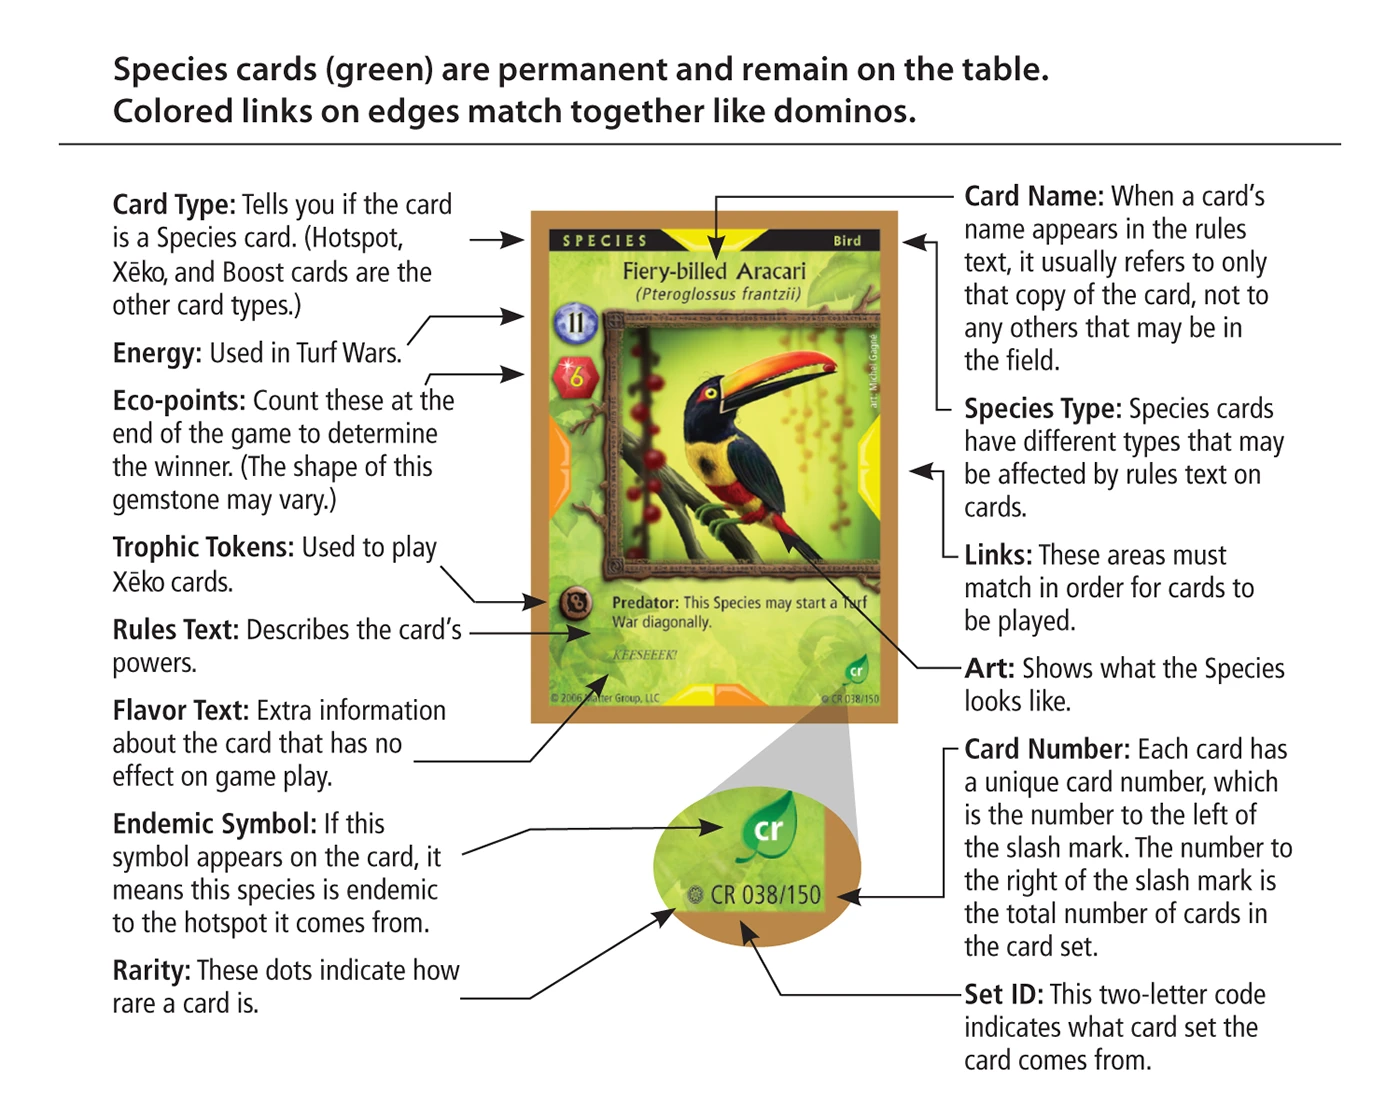 Species cards (green) are permanent and remain on the table.
Colored links on edges match together like dominos.
Card Type: Tells you if the card
is a Species card. (Hotspot,
Xēko, and Boost cards are the
other card types.)
Energy: Used in Turf Wars.
Eco-points: Count these at the
end of the game to determine
the winner. (The shape of this
gemstone may vary.)
Trophic Tokens: Used to play
Xēko cards.
Rules Text: Describes the card's
powers.
Flavor Text: Extra information
about the card that has no
effect on game play.
Endemic Symbol: If this
symbol appears on the card, it
means this species is endemic
to the hotspot it comes from.
Rarity: These dots indicate how
rare a card is.
SPECIES
Bird
Fiery-billed Aracari
(Pteroglossus frantzii)
11
6
art: Michel Gagné
Predator: This Species may start a Turf
War diagonally.
KEESEEEK!
cr
© 2006 Matter Group, LLC
CR 038/150
cr
CR 038/150
Card Name: When a card's
name appears in the rules
text, it usually refers to only
that copy of the card, not to
any others that may be in
the field.
Species Type: Species cards
have different types that may
be affected by rules text on
cards.
Links: These areas must
match in order for cards to
be played.
Art: Shows what the Species
looks like.
Card Number: Each card has
a unique card number, which
is the number to the left of
the slash mark. The number to
the right of the slash mark is
the total number of cards in
the card set.
Set ID: This two-letter code
indicates what card set the
card comes from.